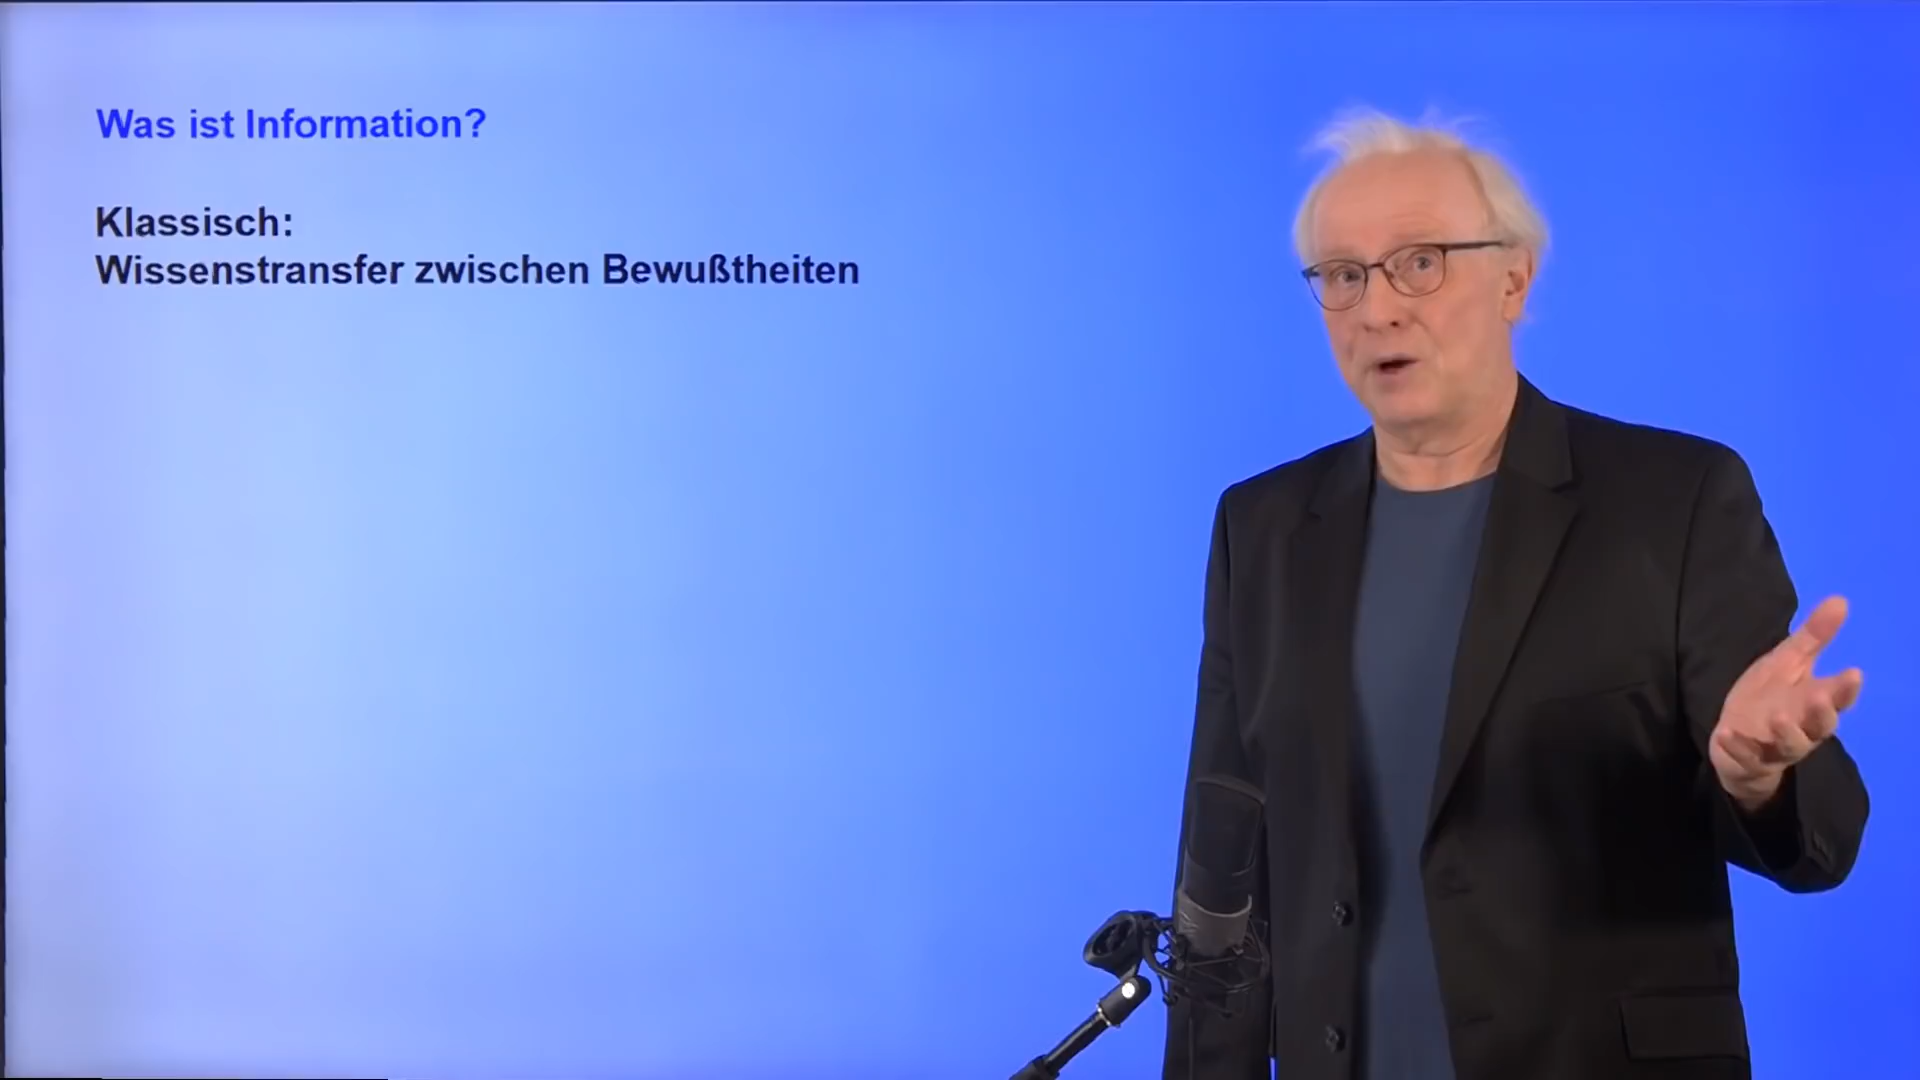 Was ist Information?
Klassisch:
Wissenstransfer zwischen Bewußtheiten